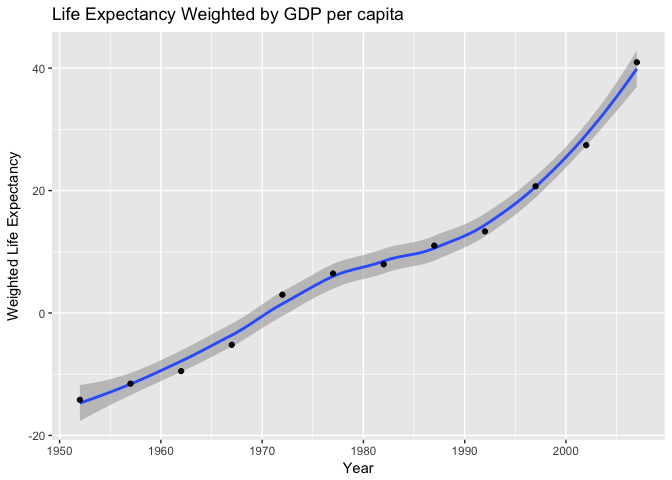 Life Expectancy Weighted by GDP per capita
Weighted Life Expectancy
40
20
0
-20
1950 1960 1970 1980 1990 2000
Year